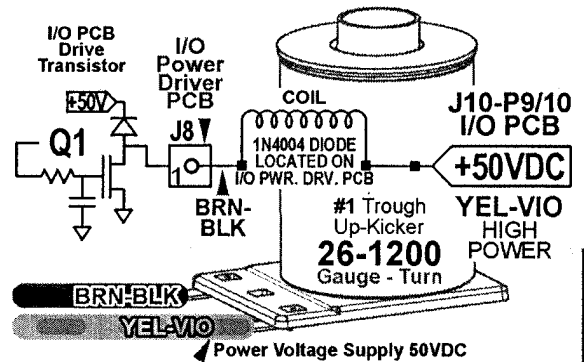 I/O PCB
Drive
Transistor
+50V
Q1
I/O
Power
Driver
PCB
J8
1
BRN-
BLK
COIL
1N4004 DIODE
LOCATED ON
I/O PWR. DRV. PCB
#1 Trough
Up-Kicker
26-1200
Gauge - Turn
J10-P9/10
I/O PCB
+50VDC
YEL-VIO
HIGH
POWER
BRN-BLK
YEL-VIO
Power Voltage Supply 50VDC